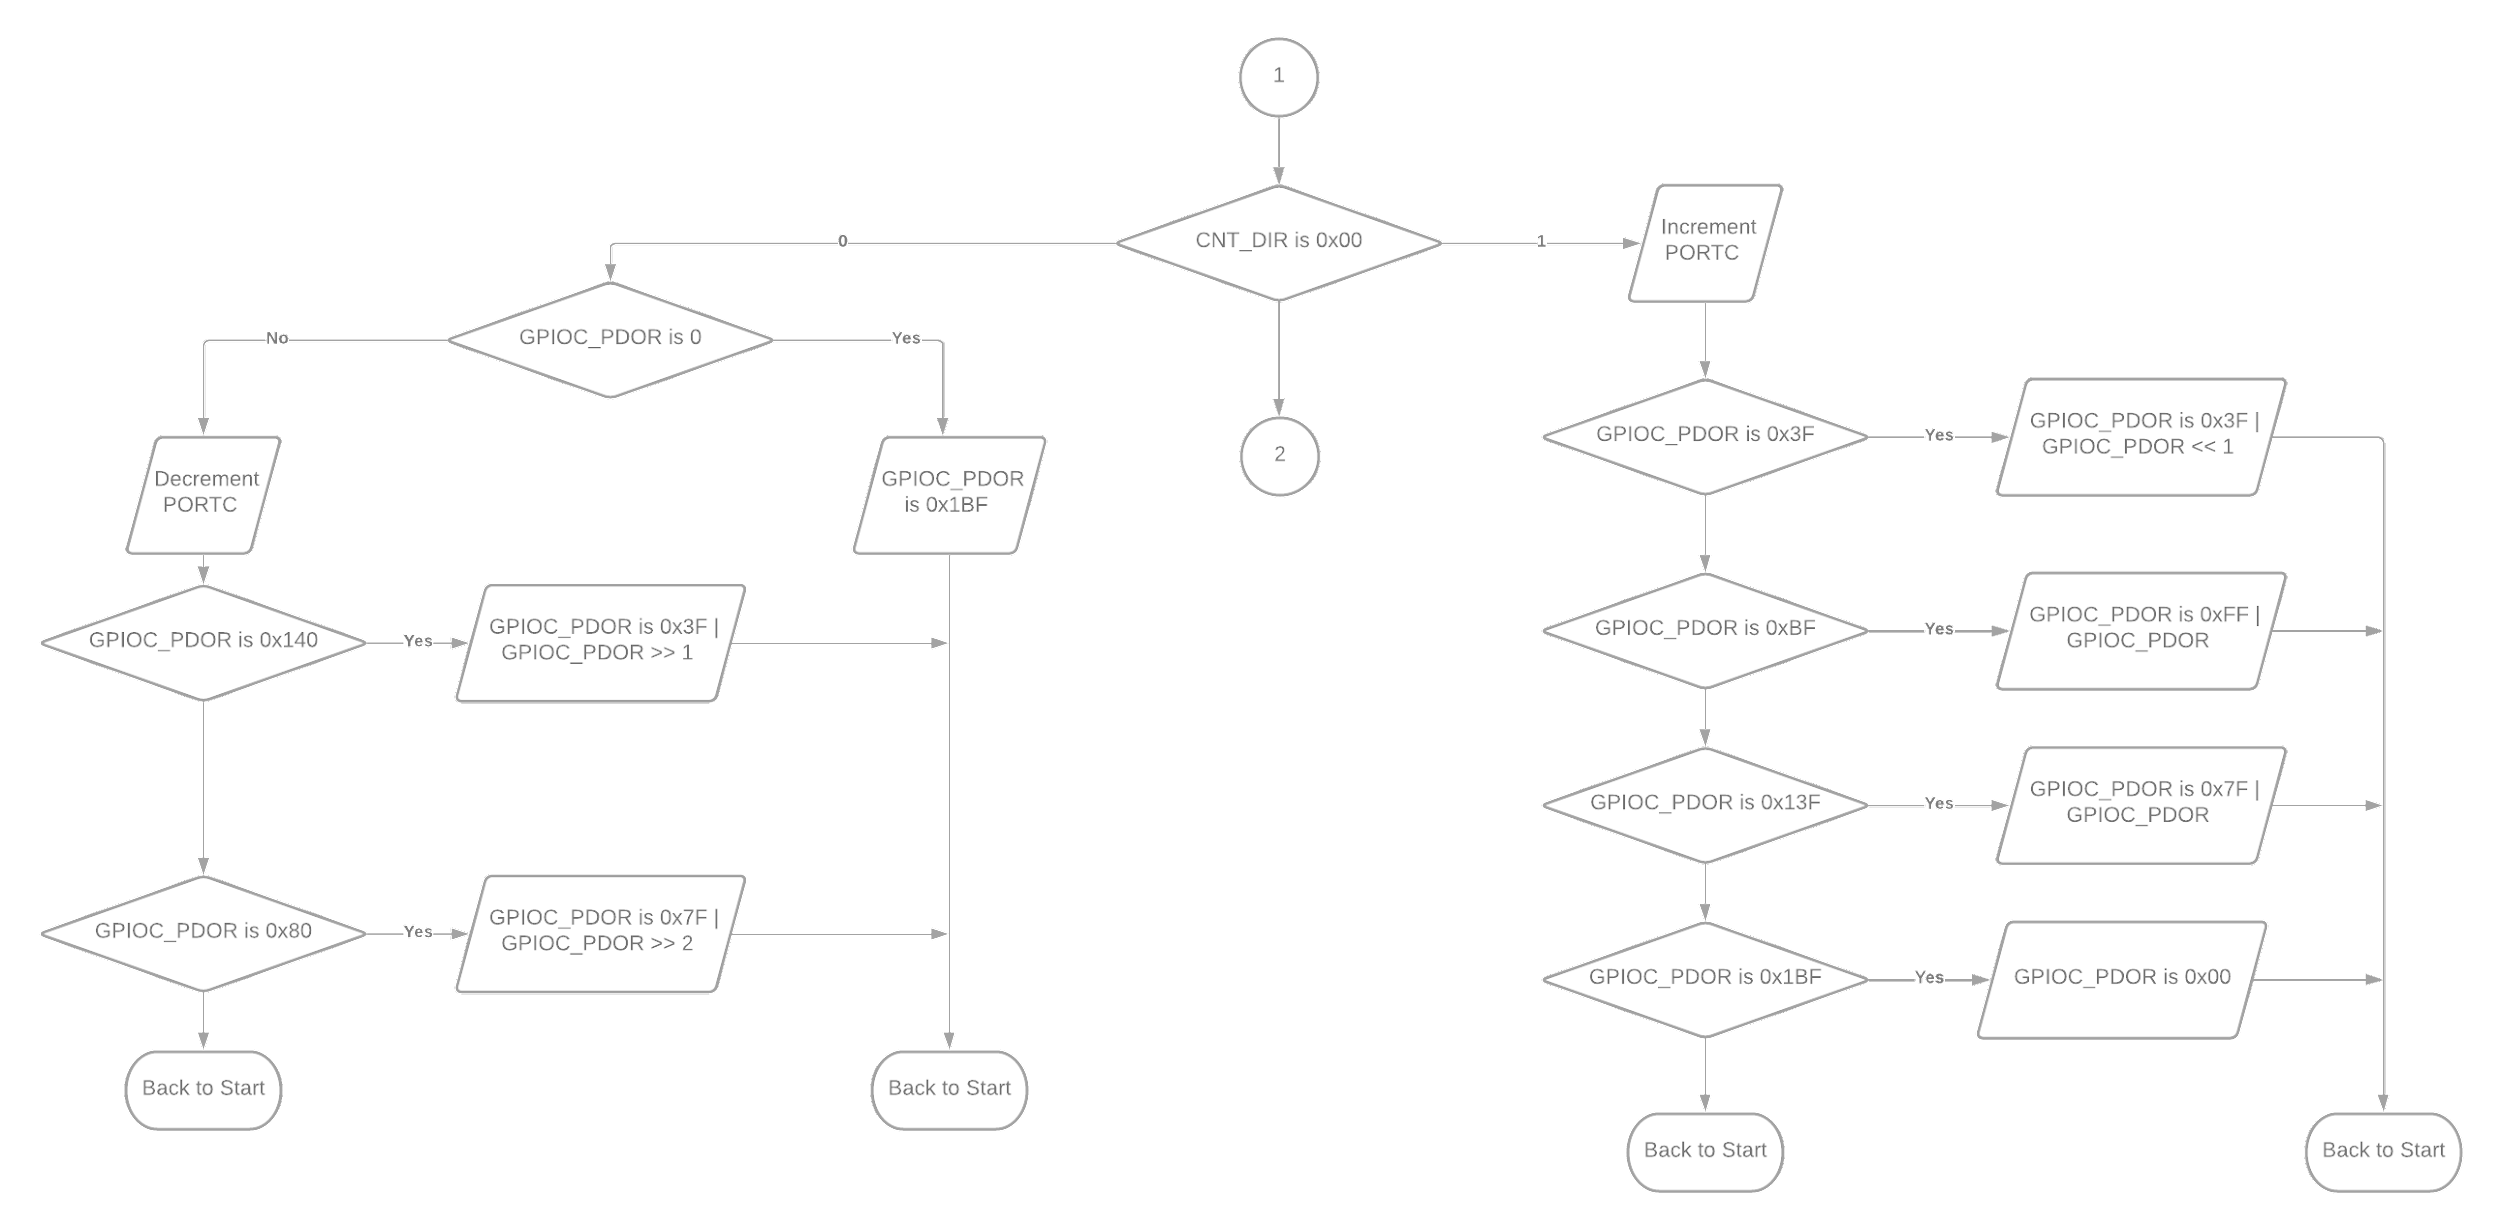 1
CNT_DIR is 0x00
0
1
Increment
PORTC
GPIOC_PDOR is 0
No
Yes
2
Decrement
PORTC
GPIOC_PDOR
is 0x1BF
GPIOC_PDOR is 0x140
Yes
GPIOC_PDOR is 0x3F |
GPIOC_PDOR >> 1
GPIOC_PDOR is 0x80
Yes
GPIOC_PDOR is 0x7F |
GPIOC_PDOR >> 2
Back to Start
Back to Start
GPIOC_PDOR is 0x3F
Yes
GPIOC_PDOR is 0x3F |
GPIOC_PDOR << 1
GPIOC_PDOR is 0xBF
Yes
GPIOC_PDOR is 0xFF |
GPIOC_PDOR
GPIOC_PDOR is 0x13F
Yes
GPIOC_PDOR is 0x7F |
GPIOC_PDOR
GPIOC_PDOR is 0x1BF
Yes
GPIOC_PDOR is 0x00
Back to Start
Back to Start